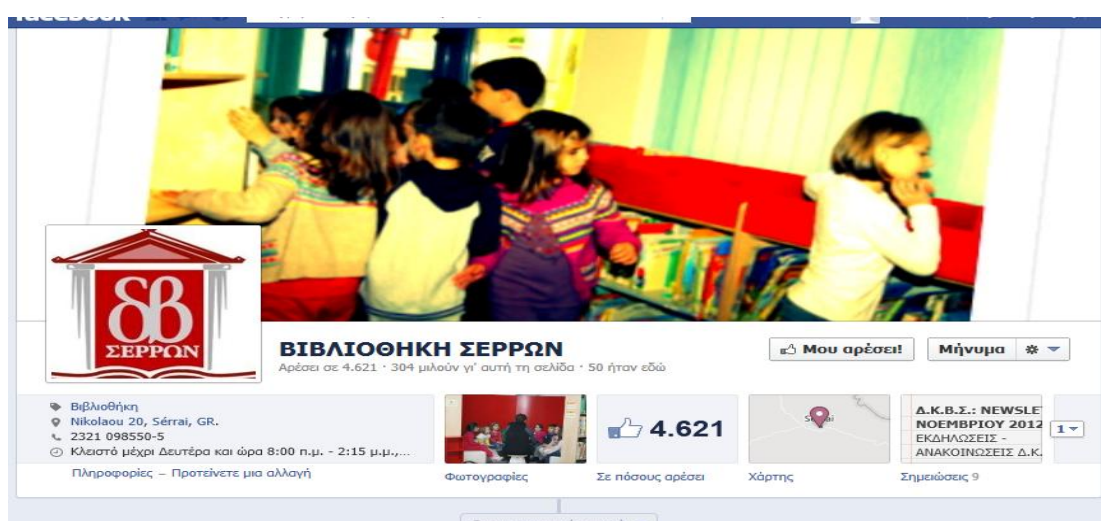 facebook
δβ
ΣΕΡΡΩΝ
ΒΙΒΛΙΟΘΗΚΗ ΣΕΡΡΩΝ
Αρέσει σε 4.621 · 304 μιλούν γι' αυτή τη σελίδα · 50 ήταν εδώ
Μου αρέσει!
Μήνυμα
Βιβλιοθήκη
Nikolaou 20, Sérrai, GR.
2321 098550-5
Κλειστό μέχρι Δευτέρα και ώρα 8:00 π.μ. - 2:15 μ.μ.,...
Πληροφορίες – Προτείνετε μια αλλαγή
Φωτογραφίες
4.621
Σε πόσους αρέσει
Χάρτης
Δ.Κ.Β.Σ.: NEWSLET
ΝΟΕΜΒΡΙΟΥ 2012
ΕΚΔΗΛΩΣΕΙΣ -
ΑΝΑΚΟΙΝΩΣΕΙΣ Δ.Κ.
Σημειώσεις 9
1